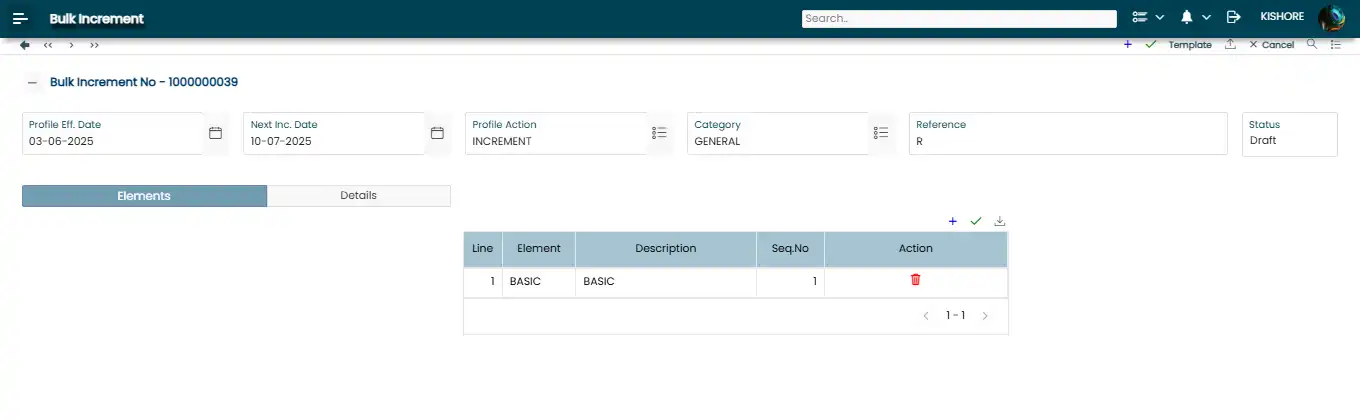 Bulk Increment
Search..
KISHORE
Template
Cancel
Bulk Increment No - 1000000039
Profile Eff. Date
03-06-2025
Next Inc. Date
10-07-2025
Profile Action
INCREMENT
Category
GENERAL
Reference
R
Status
Draft
Elements Details
Line Element Description Seq.No Action
1 BASIC BASIC 1
1 - 1